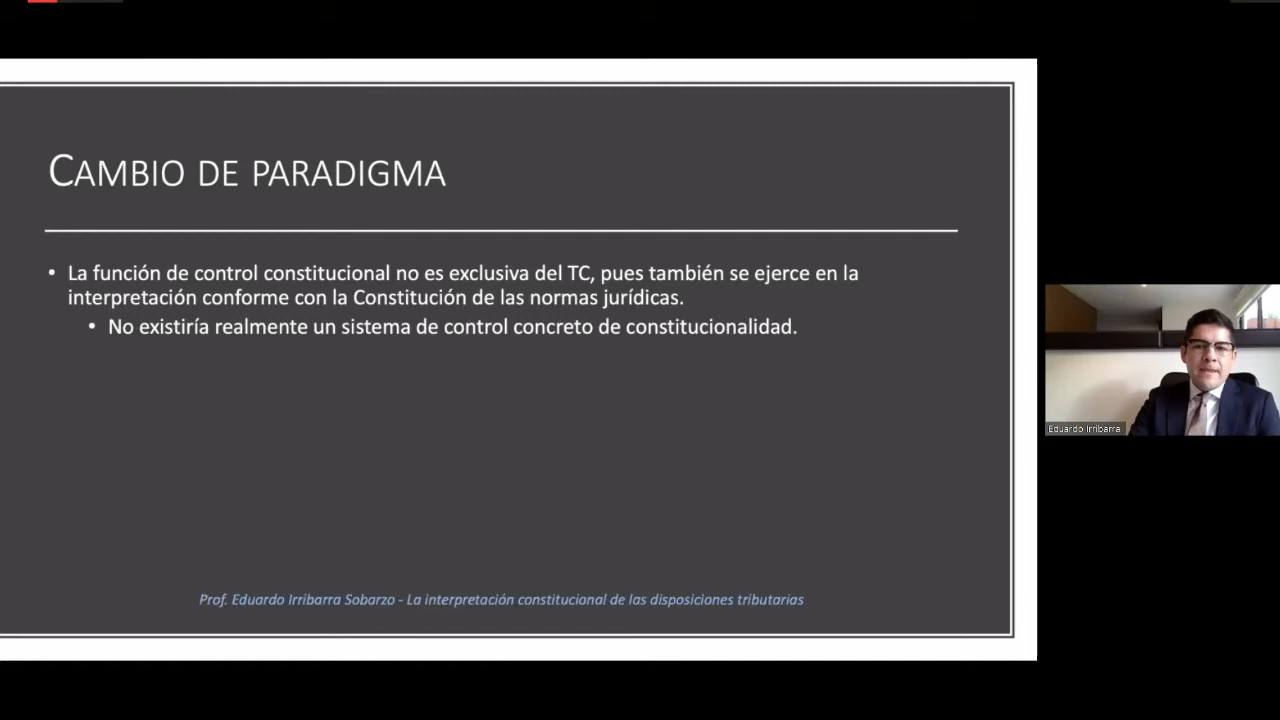 CAMBIO DE PARADIGMA
• La función de control constitucional no es exclusiva del TC, pues también se ejerce en la
interpretación conforme con la Constitución de las normas jurídicas.
• No existiría realmente un sistema de control concreto de constitucionalidad.
Eduardo Irribarra
Prof. Eduardo Irribarra Sobarzo - La interpretación constitucional de las disposiciones tributarias